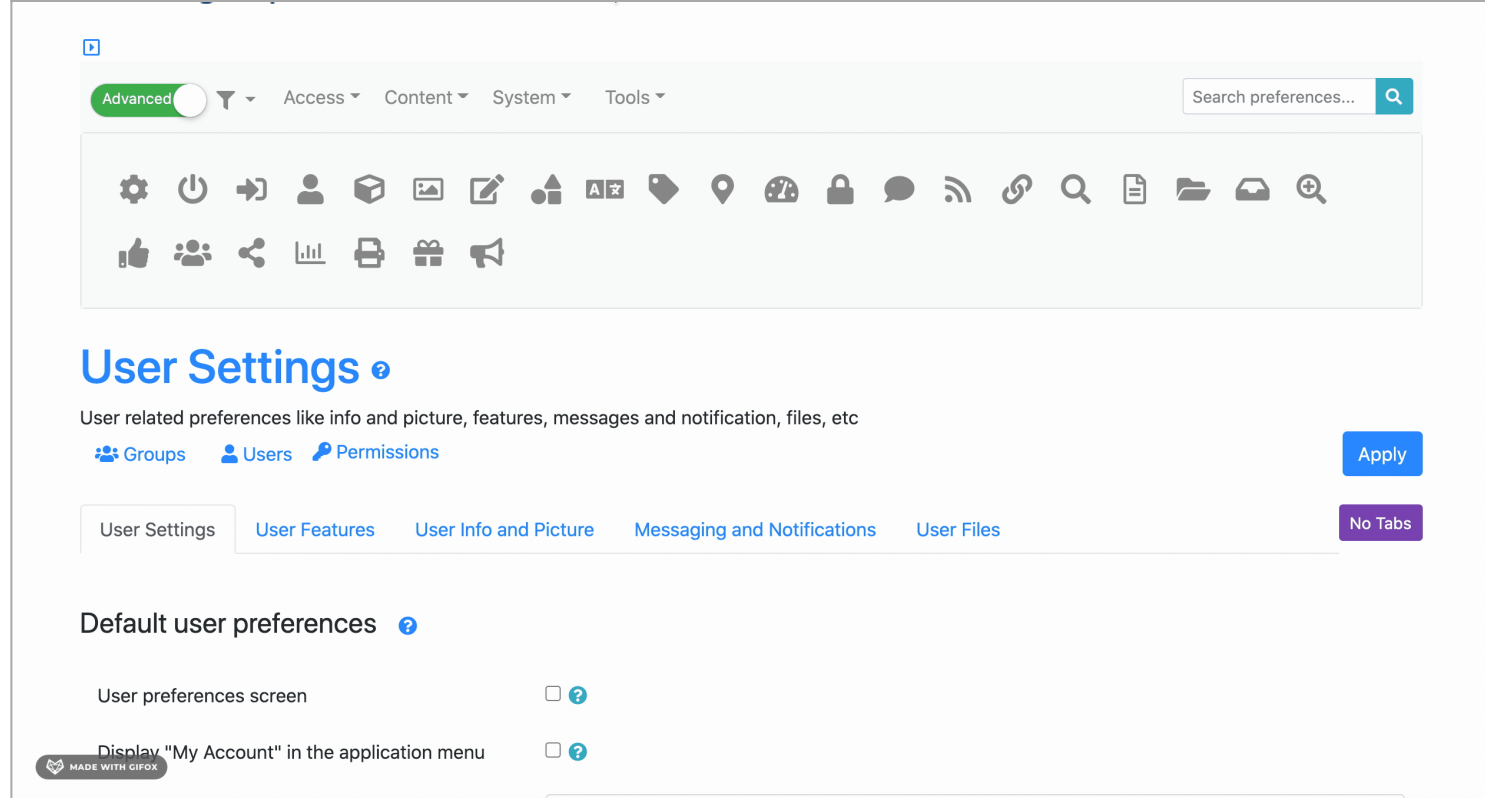 Advanced Access Content System Tools Search preferences...
User Settings
User related preferences like info and picture, features, messages and notification, files, etc
Groups Users Permissions Apply
User Settings User Features User Info and Picture Messaging and Notifications User Files No Tabs
Default user preferences
User preferences screen
Display "My Account" in the application menu
MADE WITH GIFOX